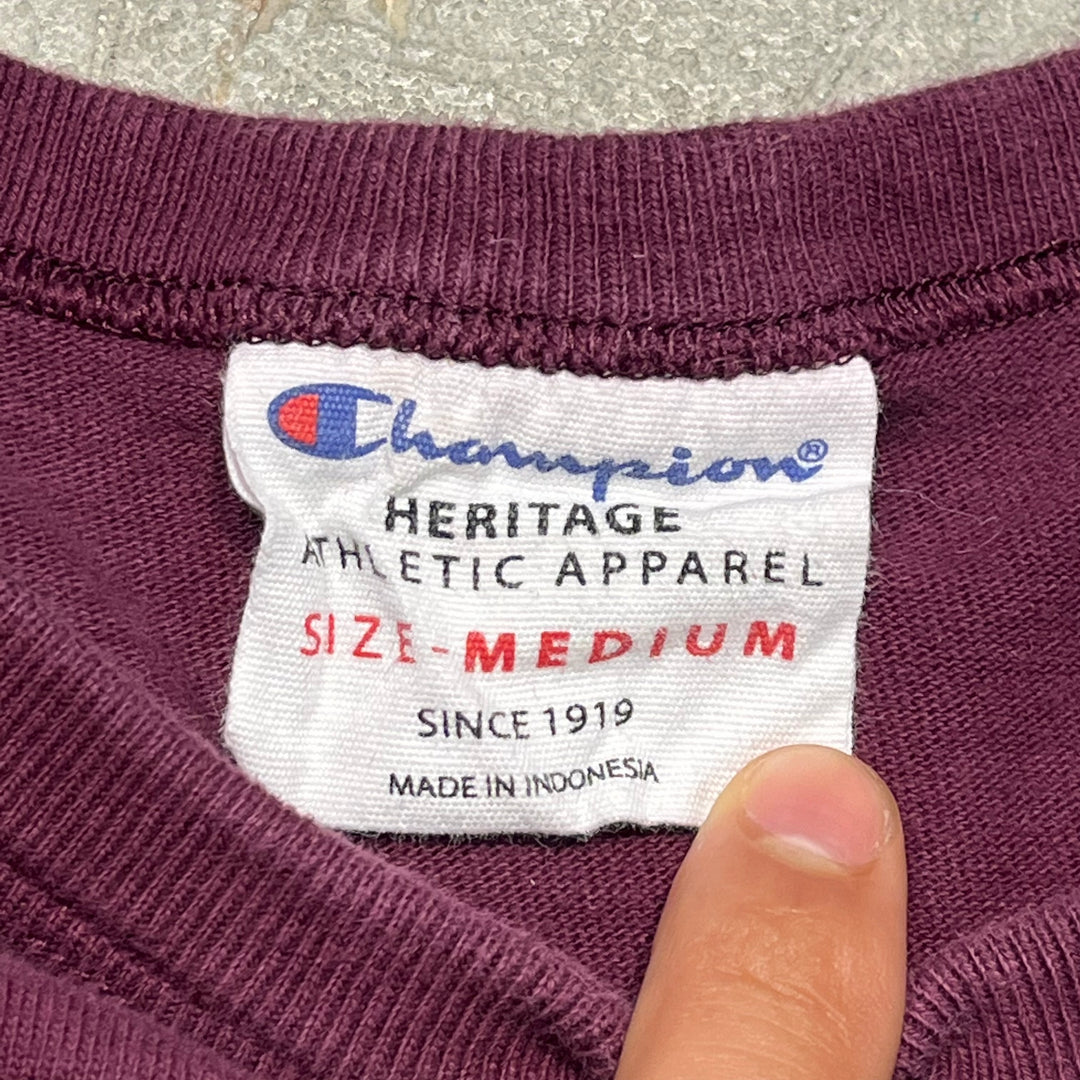 Champion®
HERITAGE
ATHLETIC APPAREL
SIZE-MEDIUM
SINCE 1919
MADE IN INDONESIA